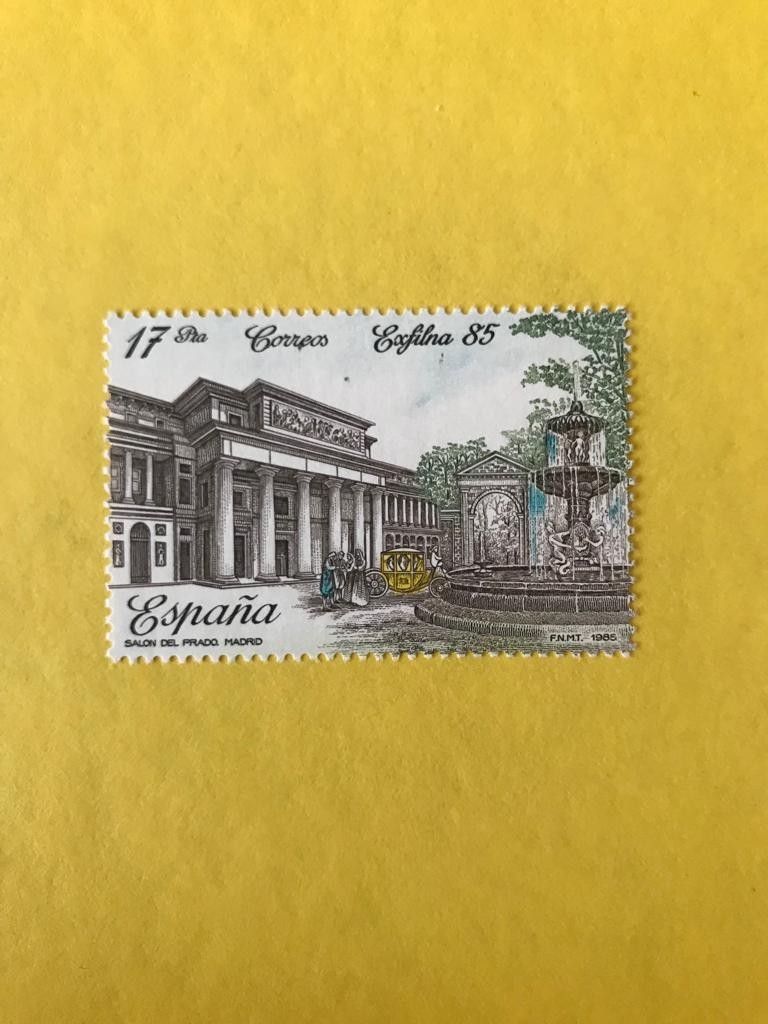 17 Pta Correos Exfilna 85
España
SALON DEL PRADO. MADRID
F.N.M.T. - 1985